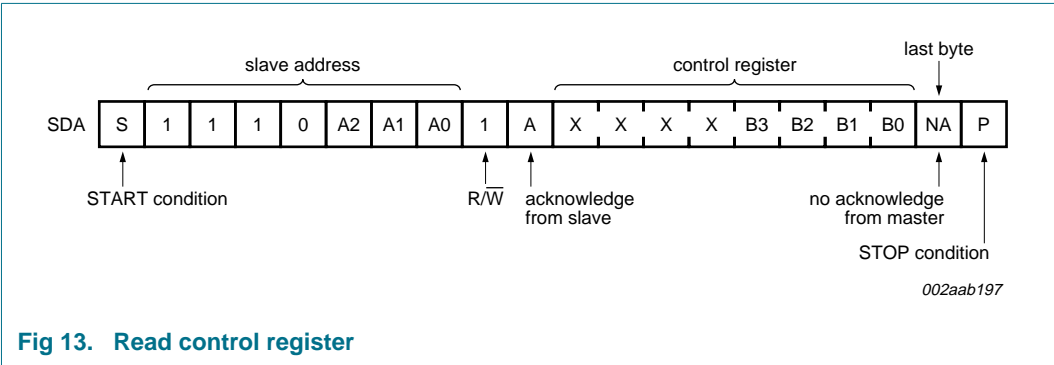 last byte
slave address control register
SDA S 1 1 1 0 A2 A1 A0 1 A X X X X B3 B2 B1 B0 NA P
START condition R/W̅ acknowledge from slave no acknowledge from master
STOP condition
002aab197
Fig 13. Read control register